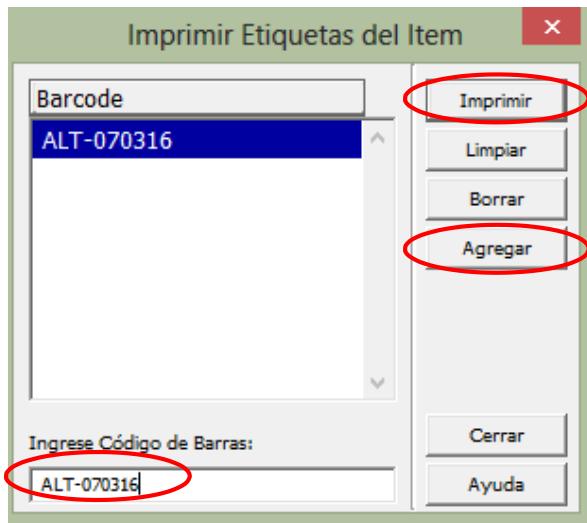 Imprimir Etiquetas del Item
Barcode
ALT-070316
Imprimir
Limpiar
Borrar
Agregar
Ingrese Código de Barras:
ALT-070316
Cerrar
Ayuda